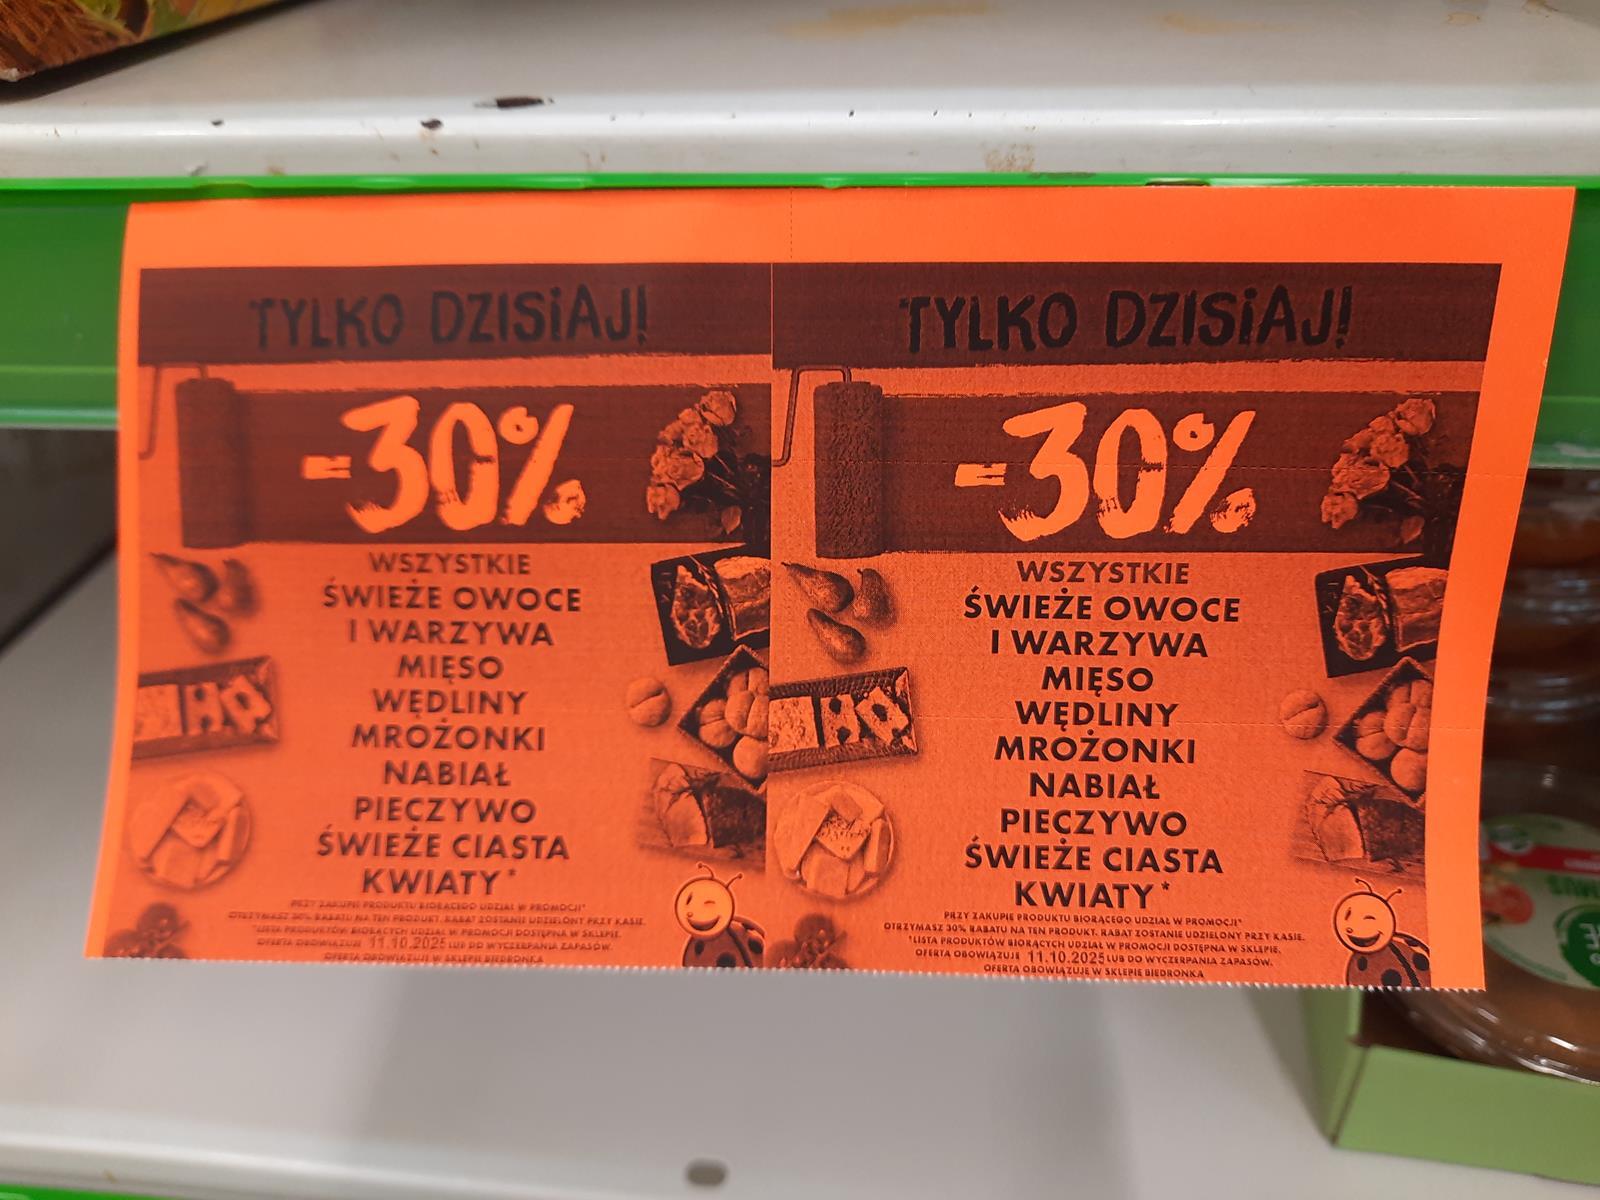 TYLKO DZISIAJ!
-30%
WSZYSTKIE
ŚWIEŻE OWOCE
I WARZYWA
MIĘSO
WĘDLINY
MROŻONKI
NABIAŁ
PIECZYWO
ŚWIEŻE CIASTA
KWIATY*
PRZY ZAKUPIE PRODUKTU BIORĄCEGO UDZIAŁ W PROMOCJI*
OTRZYMASZ 30% RABATU NA TEN PRODUKT. RABAT ZOSTANIE UDZIELONY PRZY KASIE.
*LISTA PRODUKTÓW BIORĄCYCH UDZIAŁ W PROMOCJI DOSTĘPNA W SKLEPIE.
OFERTA OBOWIĄZUJE 11.10.2025 LUB DO WYCZERPANIA ZAPASÓW.
OFERTA OBOWIĄZUJE W SKLEPIE BIEDRONKA
TYLKO DZISIAJ!
-30%
WSZYSTKIE
ŚWIEŻE OWOCE
I WARZYWA
MIĘSO
WĘDLINY
MROŻONKI
NABIAŁ
PIECZYWO
ŚWIEŻE CIASTA
KWIATY*
PRZY ZAKUPIE PRODUKTU BIORĄCEGO UDZIAŁ W PROMOCJI*
OTRZYMASZ 30% RABATU NA TEN PRODUKT. RABAT ZOSTANIE UDZIELONY PRZY KASIE.
*LISTA PRODUKTÓW BIORĄCYCH UDZIAŁ W PROMOCJI DOSTĘPNA W SKLEPIE.
OFERTA OBOWIĄZUJE 11.10.2025 LUB DO WYCZERPANIA ZAPASÓW.
OFERTA OBOWIĄZUJE W SKLEPIE BIEDRONKA